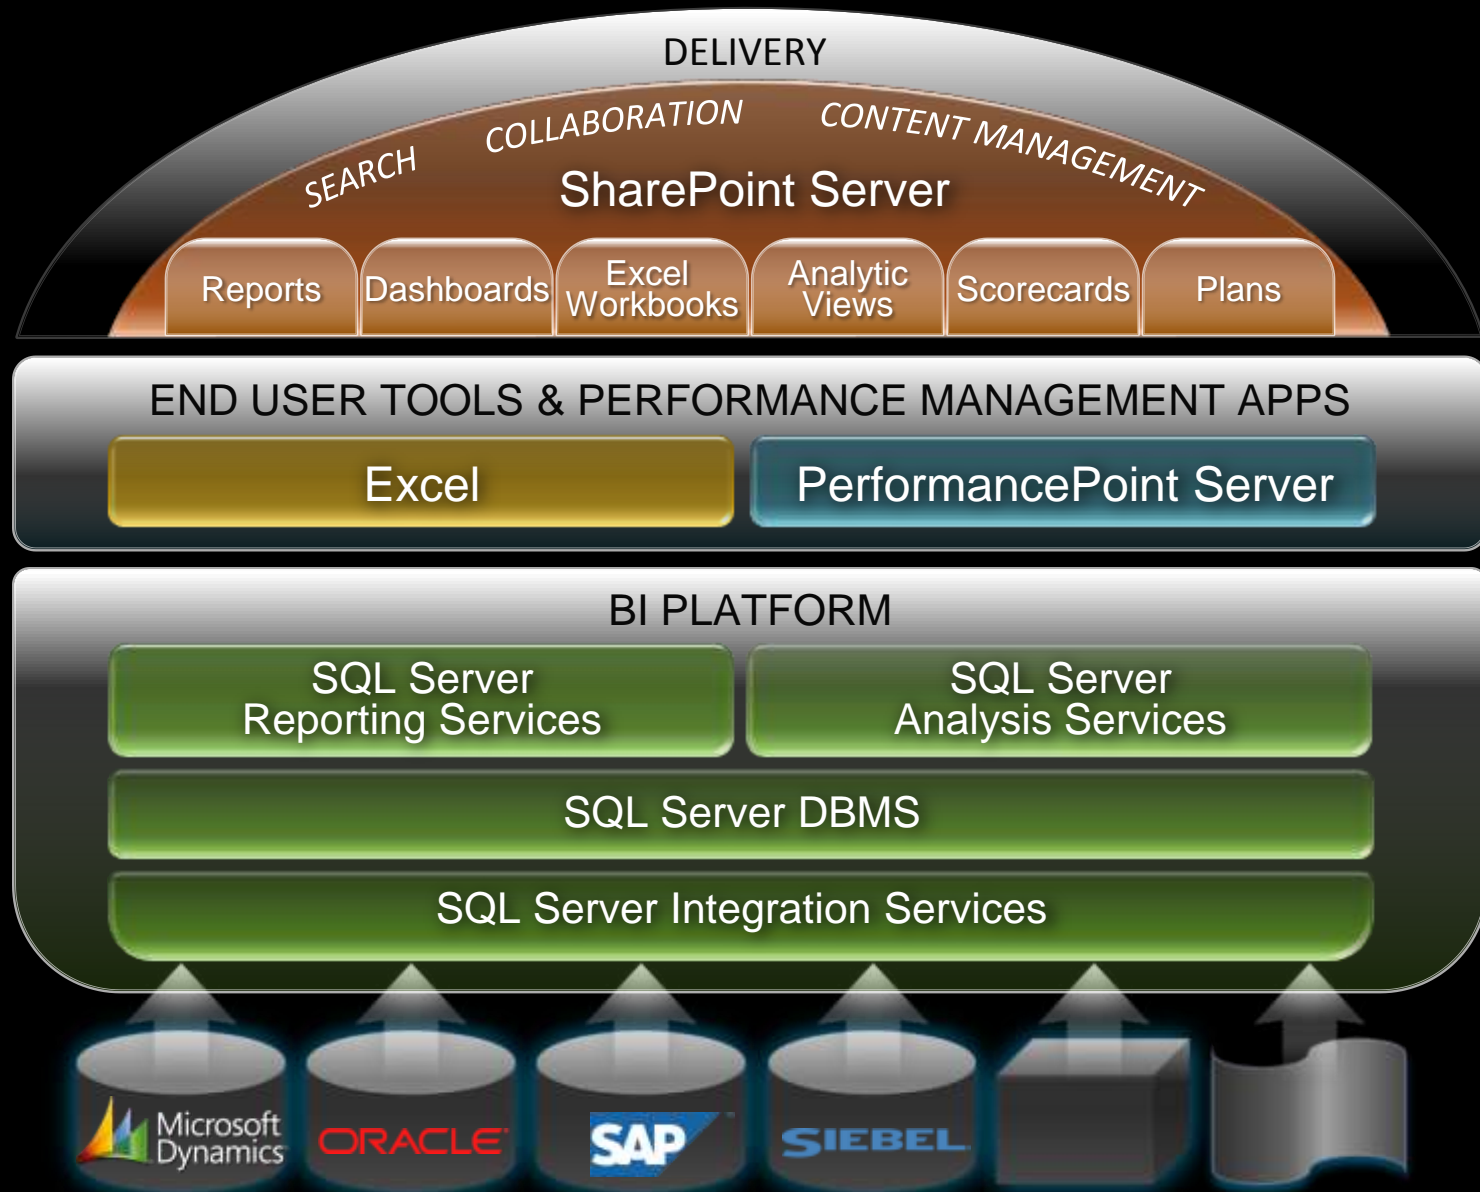 DELIVERY
SEARCH COLLABORATION CONTENT MANAGEMENT
SharePoint Server
Reports
Dashboards
Excel
Workbooks
Analytic
Views
Scorecards
Plans
END USER TOOLS & PERFORMANCE MANAGEMENT APPS
Excel
PerformancePoint Server
BI PLATFORM
SQL Server
Reporting Services
SQL Server
Analysis Services
SQL Server DBMS
SQL Server Integration Services
Microsoft
Dynamics
ORACLE
SAP
SIEBEL